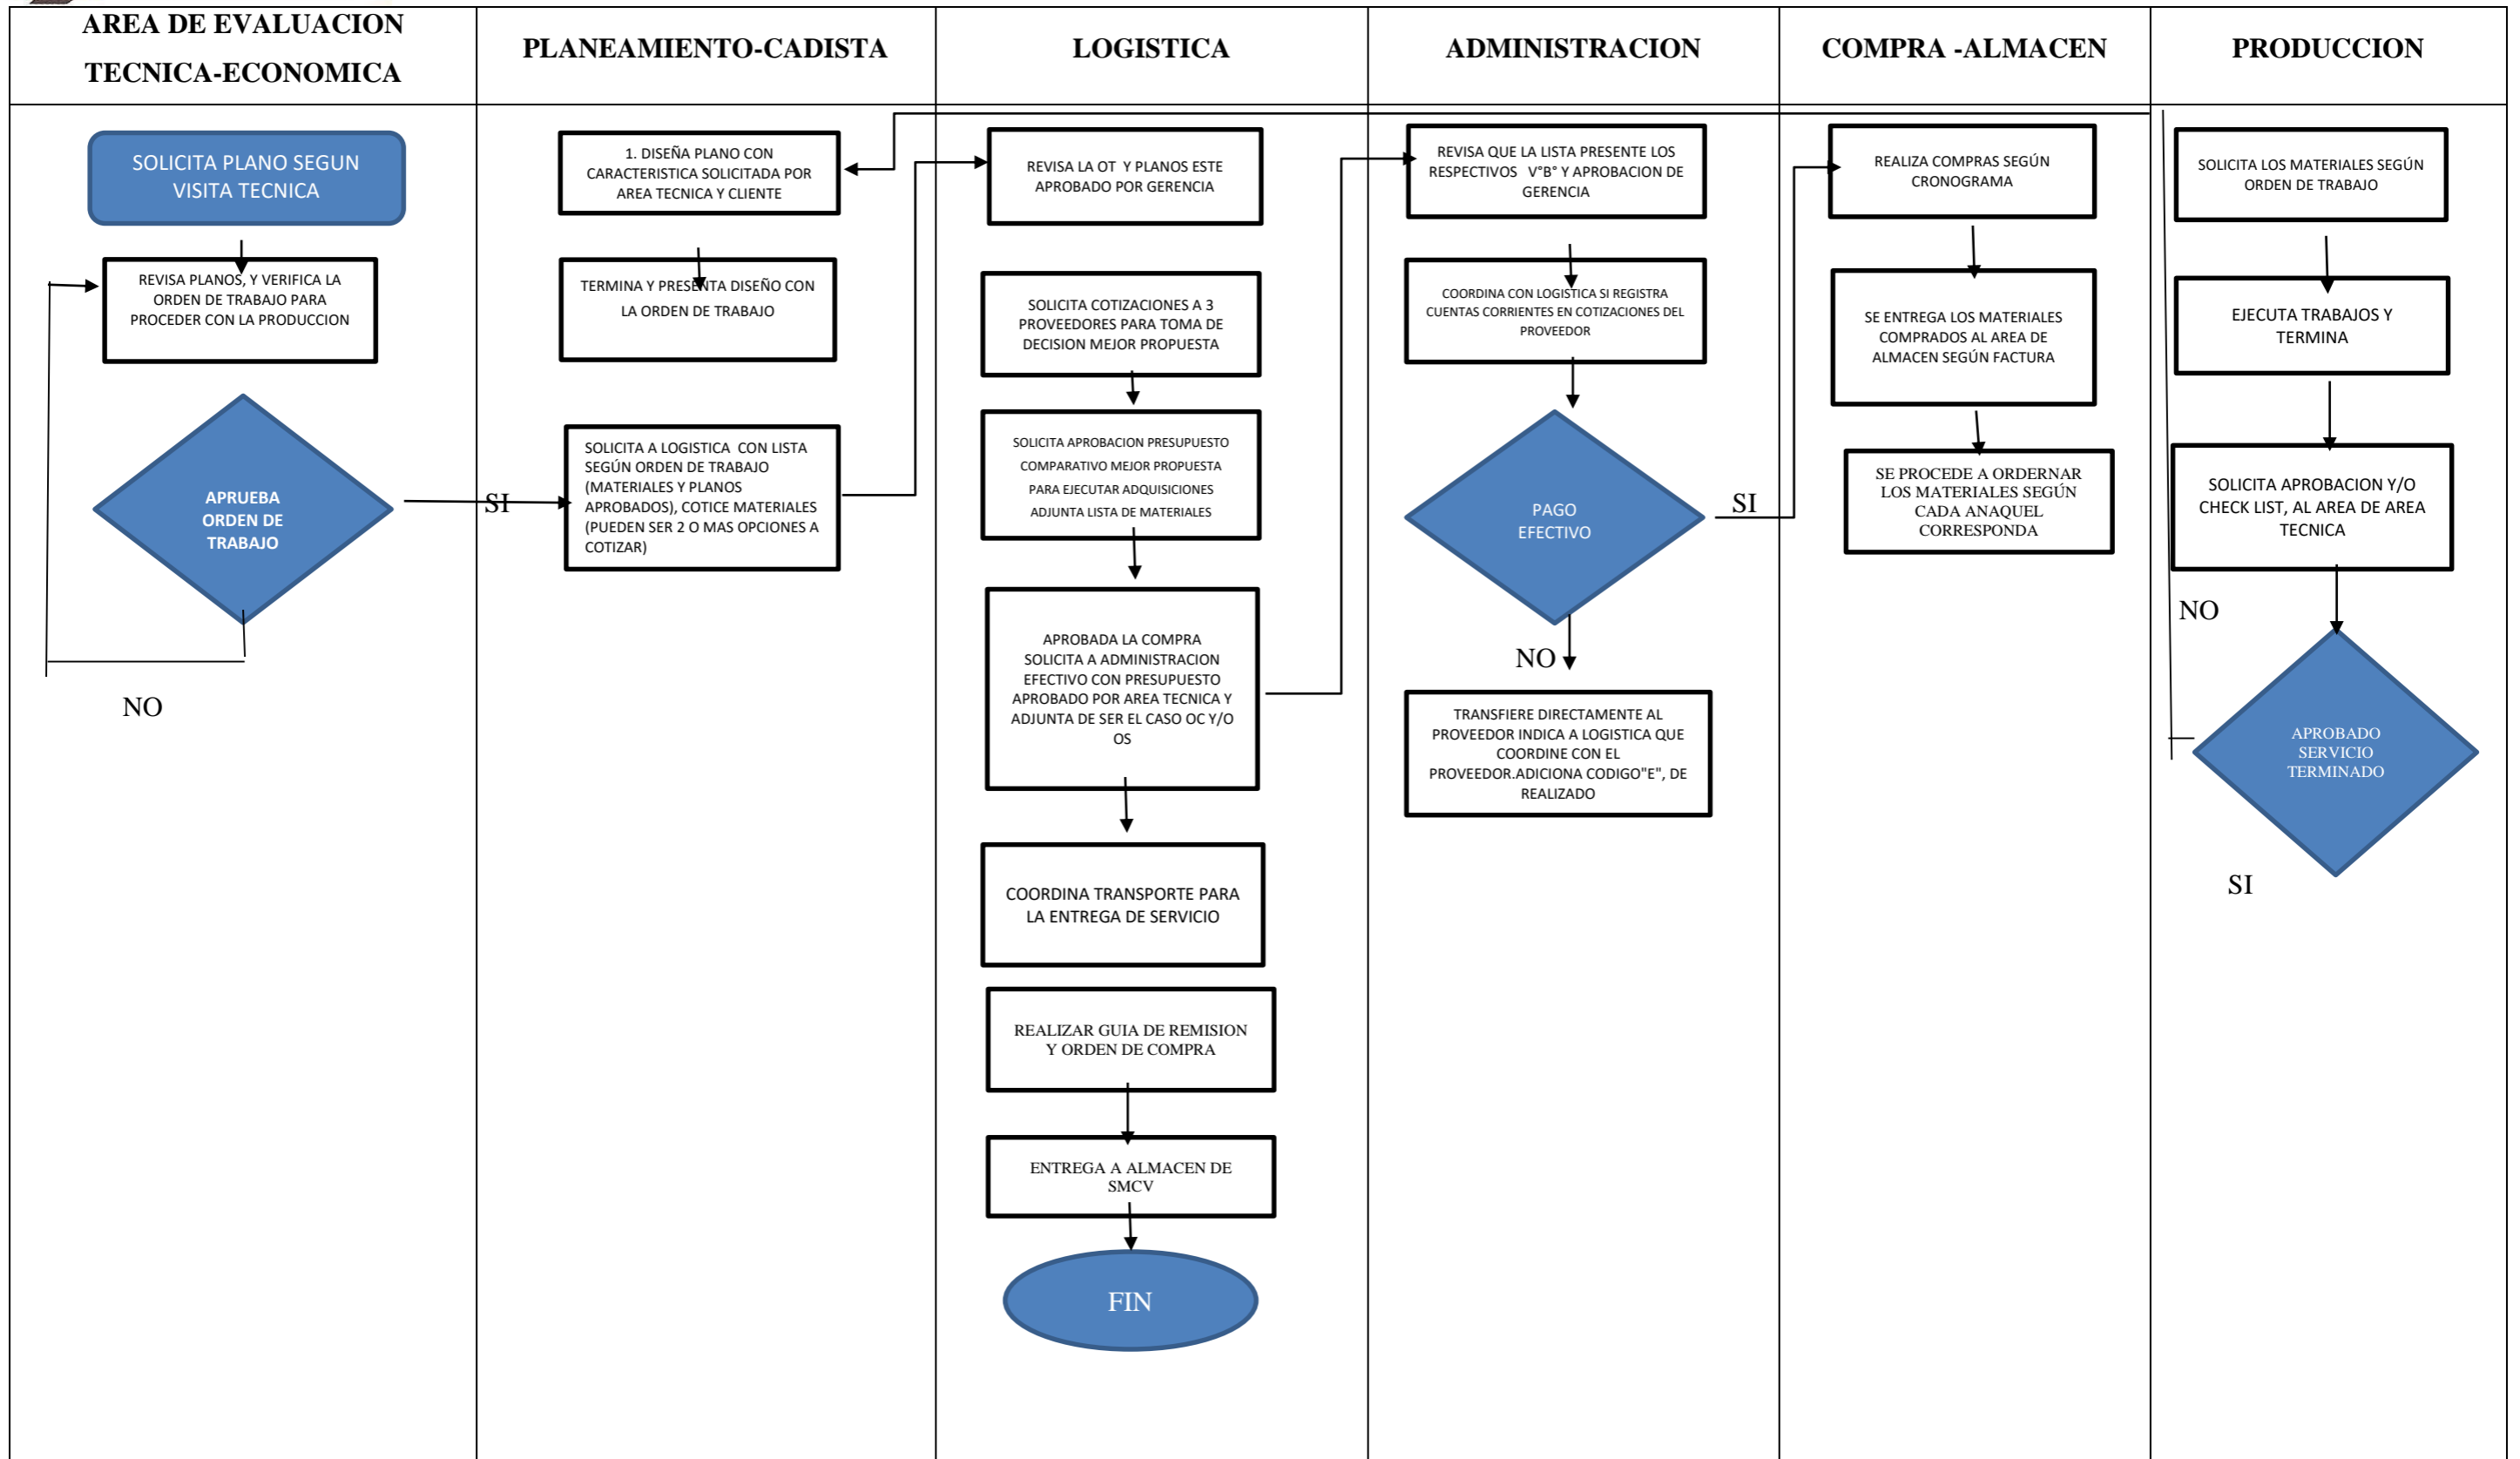 AREA DE EVALUACION
TECNICA-ECONOMICA
PLANEAMIENTO-CADISTA
LOGISTICA
ADMINISTRACION
COMPRA -ALMACEN
PRODUCCION
SOLICITA PLANO SEGUN
VISITA TECNICA
REVISA PLANOS, Y VERIFICA LA
ORDEN DE TRABAJO PARA
PROCEDER CON LA PRODUCCION
APRUEBA
ORDEN DE
TRABAJO
SI
NO
1. DISEÑA PLANO CON
CARACTERISTICA SOLICITADA POR
AREA TECNICA Y CLIENTE
TERMINA Y PRESENTA DISEÑO CON
LA ORDEN DE TRABAJO
SOLICITA A LOGISTICA CON LISTA
SEGÚN ORDEN DE TRABAJO
(MATERIALES Y PLANOS
APROBADOS), COTICE MATERIALES
(PUEDEN SER 2 O MAS OPCIONES A
COTIZAR)
REVISA LA OT Y PLANOS ESTE
APROBADO POR GERENCIA
SOLICITA COTIZACIONES A 3
PROVEEDORES PARA TOMA DE
DECISION MEJOR PROPUESTA
SOLICITA APROBACION PRESUPUESTO
COMPARATIVO MEJOR PROPUESTA
PARA EJECUTAR ADQUISICIONES
ADJUNTA LISTA DE MATERIALES
APROBADA LA COMPRA
SOLICITA A ADMINISTRACION
EFECTIVO CON PRESUPUESTO
APROBADO POR AREA TECNICA Y
ADJUNTA DE SER EL CASO OC Y/O
OS
COORDINA TRANSPORTE PARA
LA ENTREGA DE SERVICIO
REALIZAR GUIA DE REMISION
Y ORDEN DE COMPRA
ENTREGA A ALMACEN DE
SMCV
FIN
REVISA QUE LA LISTA PRESENTE LOS
RESPECTIVOS V°B° Y APROBACION DE
GERENCIA
COORDINA CON LOGISTICA SI REGISTRA
CUENTAS CORRIENTES EN COTIZACIONES DEL
PROVEEDOR
PAGO
EFECTIVO
SI
NO
TRANSFIERE DIRECTAMENTE AL
PROVEEDOR INDICA A LOGISTICA QUE
COORDINE CON EL
PROVEEDOR.ADICIONA CODIGO"E", DE
REALIZADO
REALIZA COMPRAS SEGÚN
CRONOGRAMA
SE ENTREGA LOS MATERIALES
COMPRADOS AL AREA DE
ALMACEN SEGÚN FACTURA
SE PROCEDE A ORDERNAR
LOS MATERIALES SEGÚN
CADA ANAQUEL
CORRESPONDA
SOLICITA LOS MATERIALES SEGÚN
ORDEN DE TRABAJO
EJECUTA TRABAJOS Y
TERMINA
SOLICITA APROBACION Y/O
CHECK LIST, AL AREA DE AREA
TECNICA
NO
APROBADO
SERVICIO
TERMINADO
SI